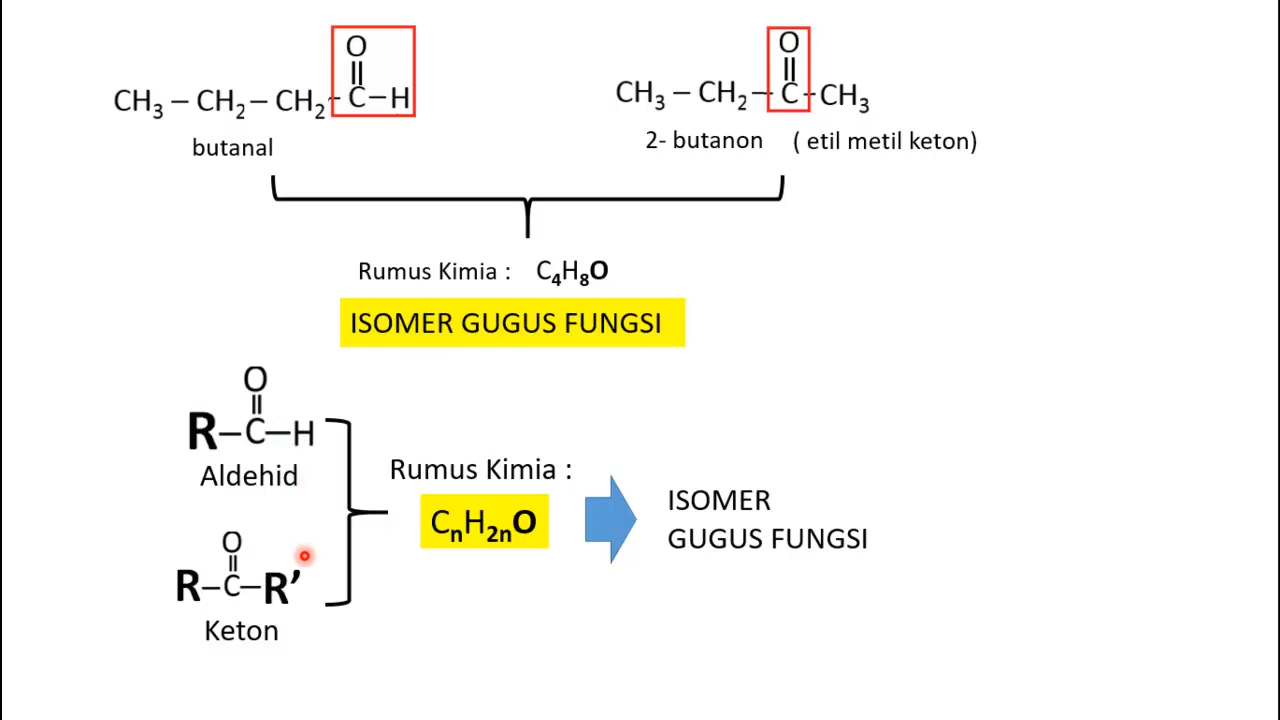 O O
CH₃ – CH₂ – CH₂ – C – H CH₃ – CH₂ – C – CH₃
butanal 2- butanon ( etil metil keton)
Rumus Kimia : C₄H₈O
ISOMER GUGUS FUNGSI
O
R–C–H
Aldehid
Rumus Kimia :
CₙH₂ₙO
ISOMER
GUGUS FUNGSI
O
R–C–R’
Keton